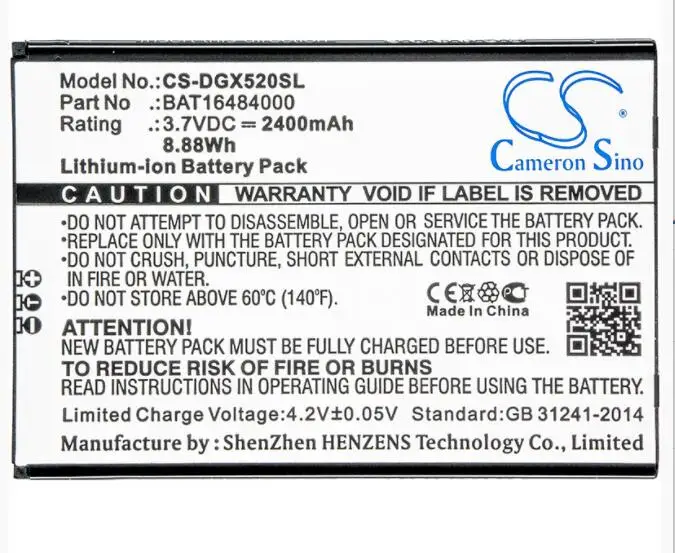 Model No.:CS-DGX520SL
Part No :BAT16484000
Rating :3.7VDC ⎓ 2400mAh
8.88Wh
Lithium-ion Battery Pack
CS
Cameron Sino
CAUTION WARRANTY VOID IF LABEL IS REMOVED
•DO NOT ATTEMPT TO DISASSEMBLE, OPEN OR SERVICE THE BATTERY PACK.
•REPLACE ONLY WITH THE BATTERY PACK DESIGNATED FOR THIS PRODUCT.
•DO NOT CRUSH, PUNCTURE, SHORT EXTERNAL CONTACTS OR DISPOSE OF
IN FIRE OR WATER.
•DO NOT STORE ABOVE 60℃ (140℉).
CE
Made In China
ATTENTION:
NEW BATTERY PACK MUST BE FULLY CHARGED BEFORE FIRST USE.
TO REDUCE RISK OF FIRE OR BURNS
READ INSTRUCTIONS IN OPERATING GUIDE BEFORE USING THE BATTERY.
Limited Charge Voltage:4.2V±0.05V Standard:GB 31241-2014
Manufacturer:ShenZhen HENZENS Technology Co., Limited